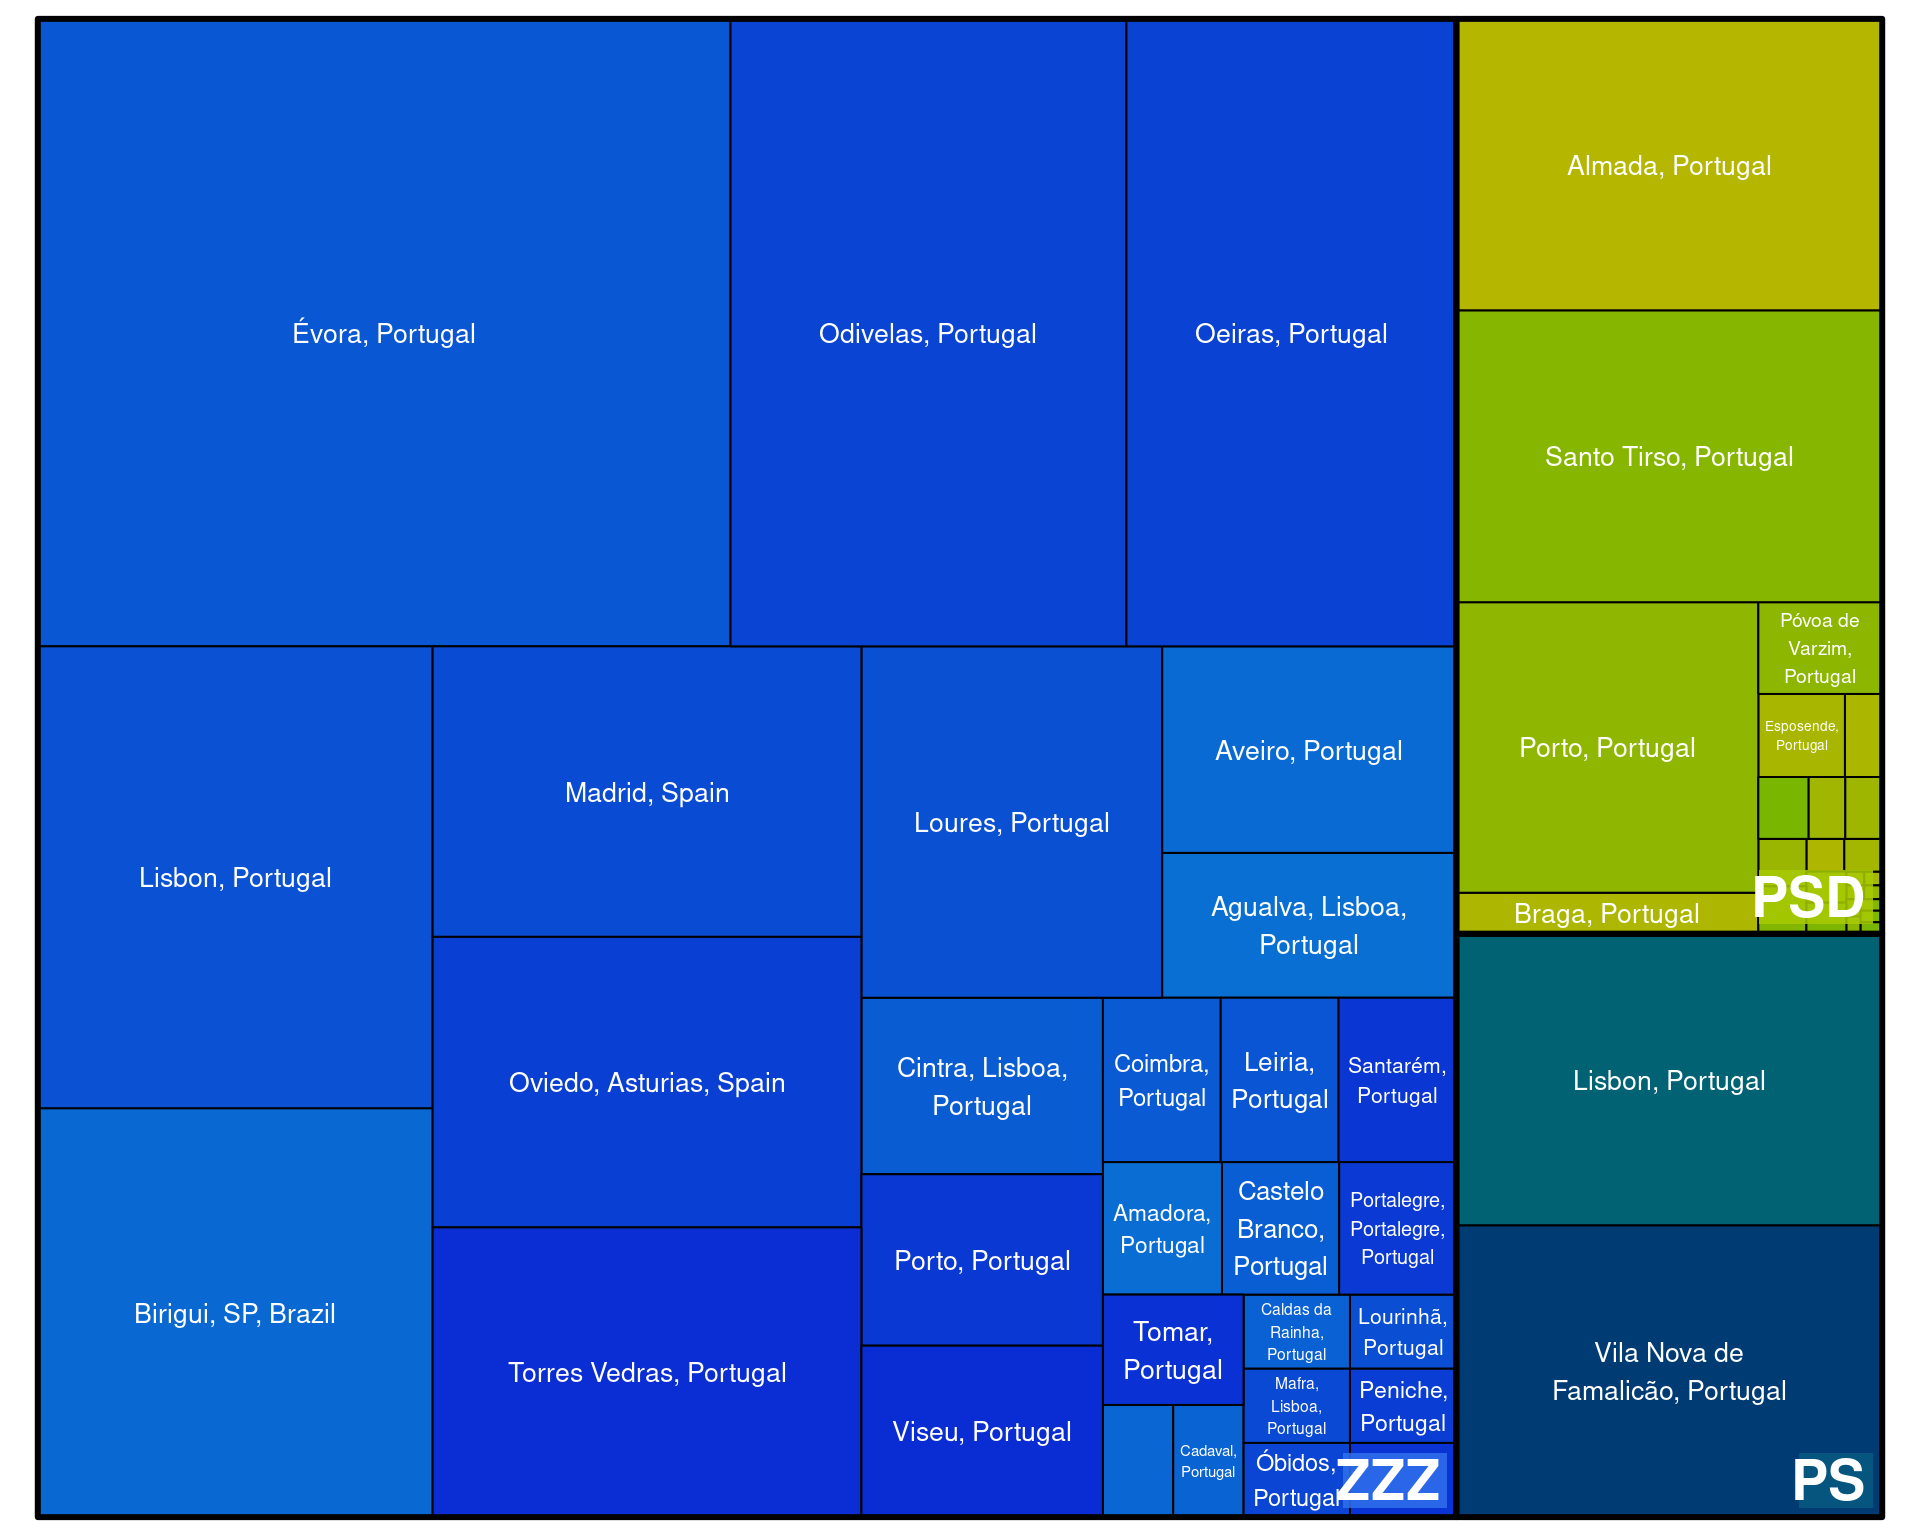 Évora, Portugal
Odivelas, Portugal
Oeiras, Portugal
Lisbon, Portugal
Birigui, SP, Brazil
Madrid, Spain
Oviedo, Asturias, Spain
Torres Vedras, Portugal
Loures, Portugal
Aveiro, Portugal
Agualva, Lisboa,
Portugal
Cintra, Lisboa,
Portugal
Porto, Portugal
Viseu, Portugal
Coimbra,
Portugal
Leiria,
Portugal
Santarém,
Portugal
Amadora,
Portugal
Castelo
Branco,
Portugal
Portalegre,
Portalegre,
Portugal
Tomar,
Portugal
Cadaval,
Portugal
Caldas da
Rainha,
Portugal
Lourinhã,
Portugal
Mafra,
Lisboa,
Portugal
Peniche,
Portugal
Óbidos,
Portugal
ZZZ
Almada, Portugal
Santo Tirso, Portugal
Porto, Portugal
Póvoa de
Varzim,
Portugal
Esposende,
Portugal
Braga, Portugal
PSD
Lisbon, Portugal
Vila Nova de
Famalicão, Portugal
PS